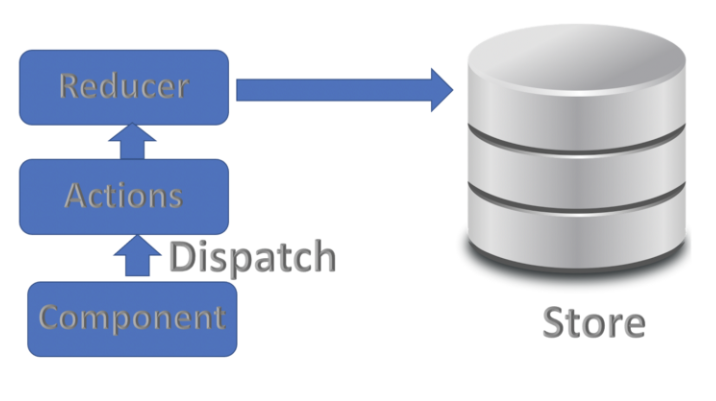 Reducer
Actions
Dispatch
Component
Store